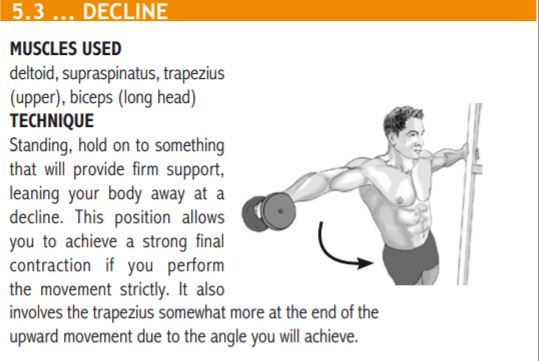 5.3 ... DECLINE
MUSCLES USED
deltoid, supraspinatus, trapezius
(upper), biceps (long head)
TECHNIQUE
Standing, hold on to something
that will provide firm support,
leaning your body away at a
decline. This position allows
you to achieve a strong final
contraction if you perform
the movement strictly. It also
involves the trapezius somewhat more at the end of the
upward movement due to the angle you will achieve.